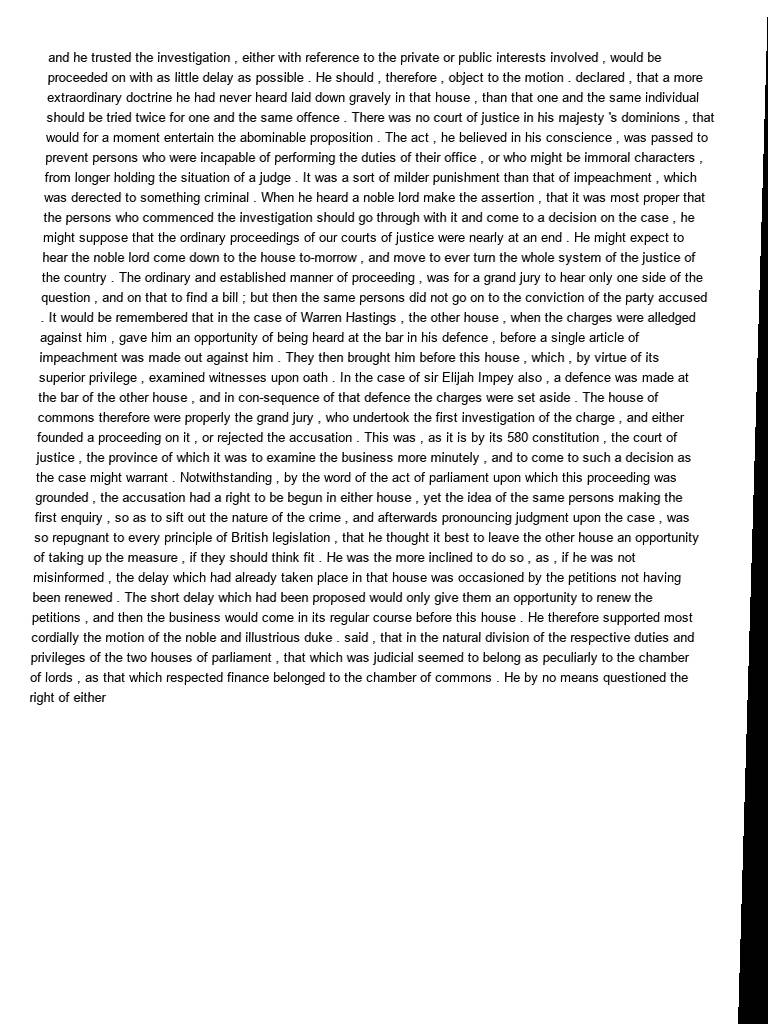 and he trusted the investigation , either with reference to the private or public interests involved , would be
proceeded on with as little delay as possible . He should , therefore , object to the motion . declared , that a more
extraordinary doctrine he had never heard laid down gravely in that house , than that one and the same individual
should be tried twice for one and the same offence . There was no court of justice in his majesty 's dominions , that
would for a moment entertain the abominable proposition . The act , he believed in his conscience , was passed to
prevent persons who were incapable of performing the duties of their office , or who might be immoral characters ,
from longer holding the situation of a judge . It was a sort of milder punishment than that of impeachment , which
was derected to something criminal . When he heard a noble lord make the assertion , that it was most proper that
the persons who commenced the investigation should go through with it and come to a decision on the case , he
might suppose that the ordinary proceedings of our courts of justice were nearly at an end . He might expect to
hear the noble lord come down to the house to-morrow , and move to ever turn the whole system of the justice of
the country . The ordinary and established manner of proceeding , was for a grand jury to hear only one side of the
question , and on that to find a bill ; but then the same persons did not go on to the conviction of the party accused
. It would be remembered that in the case of Warren Hastings , the other house , when the charges were alledged
against him , gave him an opportunity of being heard at the bar in his defence , before a single article of
impeachment was made out against him . They then brought him before this house , which , by virtue of its
superior privilege , examined witnesses upon oath . In the case of sir Elijah Impey also , a defence was made at
the bar of the other house , and in con-sequence of that defence the charges were set aside . The house of
commons therefore were properly the grand jury , who undertook the first investigation of the charge , and either
founded a proceeding on it , or rejected the accusation . This was , as it is by its 580 constitution , the court of
justice , the province of which it was to examine the business more minutely , and to come to such a decision as
the case might warrant . Notwithstanding , by the word of the act of parliament upon which this proceeding was
grounded , the accusation had a right to be begun in either house , yet the idea of the same persons making the
first enquiry , so as to sift out the nature of the crime , and afterwards pronouncing judgment upon the case , was
so repugnant to every principle of British legislation , that he thought it best to leave the other house an opportunity
of taking up the measure , if they should think fit . He was the more inclined to do so , as , if he was not
misinformed , the delay which had already taken place in that house was occasioned by the petitions not having
been renewed . The short delay which had been proposed would only give them an opportunity to renew the
petitions , and then the business would come in its regular course before this house . He therefore supported most
cordially the motion of the noble and illustrious duke . said , that in the natural division of the respective duties and
privileges of the two houses of parliament , that which was judicial seemed to belong as peculiarly to the chamber
of lords , as that which respected finance belonged to the chamber of commons . He by no means questioned the
right of either